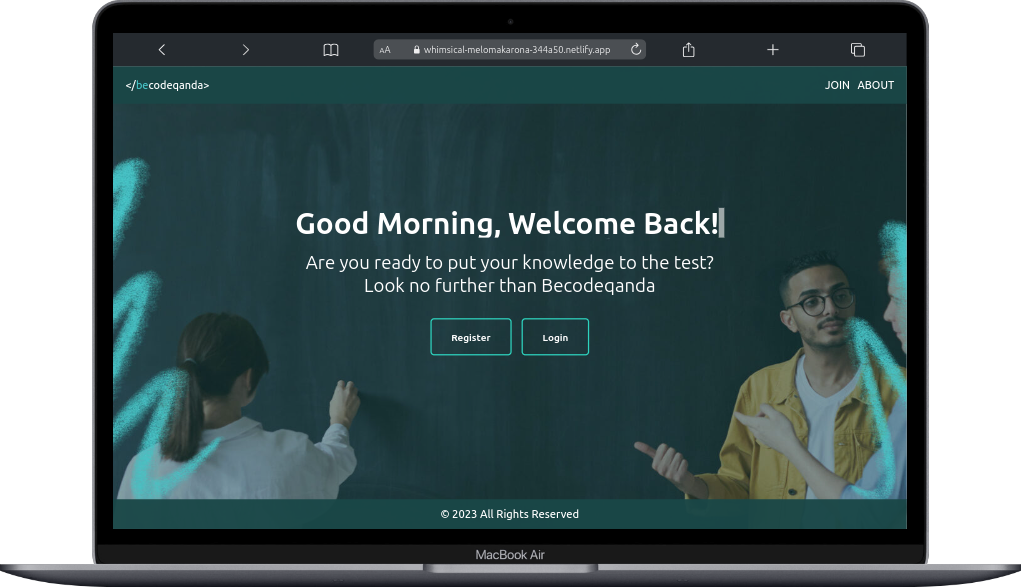 AA whimsical-melomakarona-344a50.netlify.app
</becodeqanda> JOIN ABOUT
Good Morning, Welcome Back!
Are you ready to put your knowledge to the test?
Look no further than Becodeqanda
Register Login
© 2023 All Rights Reserved
MacBook Air